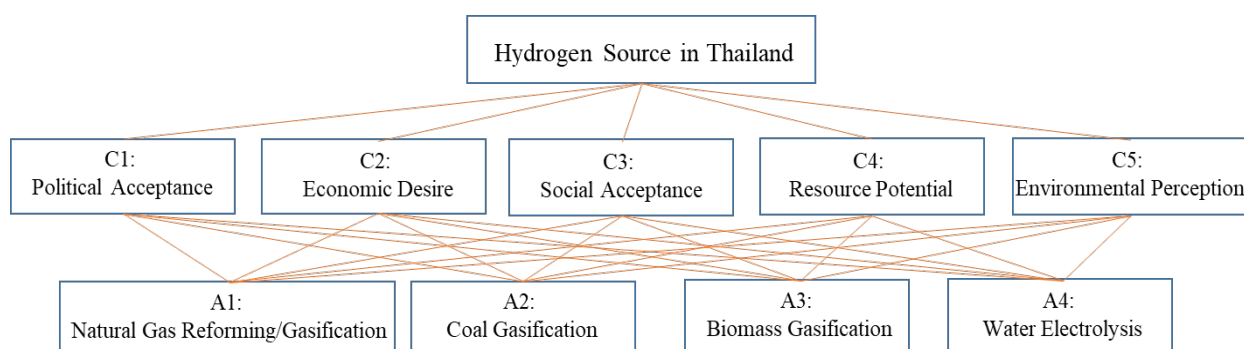 Hydrogen Source in Thailand
C1:
Political Acceptance
C2:
Economic Desire
C3:
Social Acceptance
C4:
Resource Potential
C5:
Environmental Perception
A1:
Natural Gas Reforming/Gasification
A2:
Coal Gasification
A3:
Biomass Gasification
A4:
Water Electrolysis